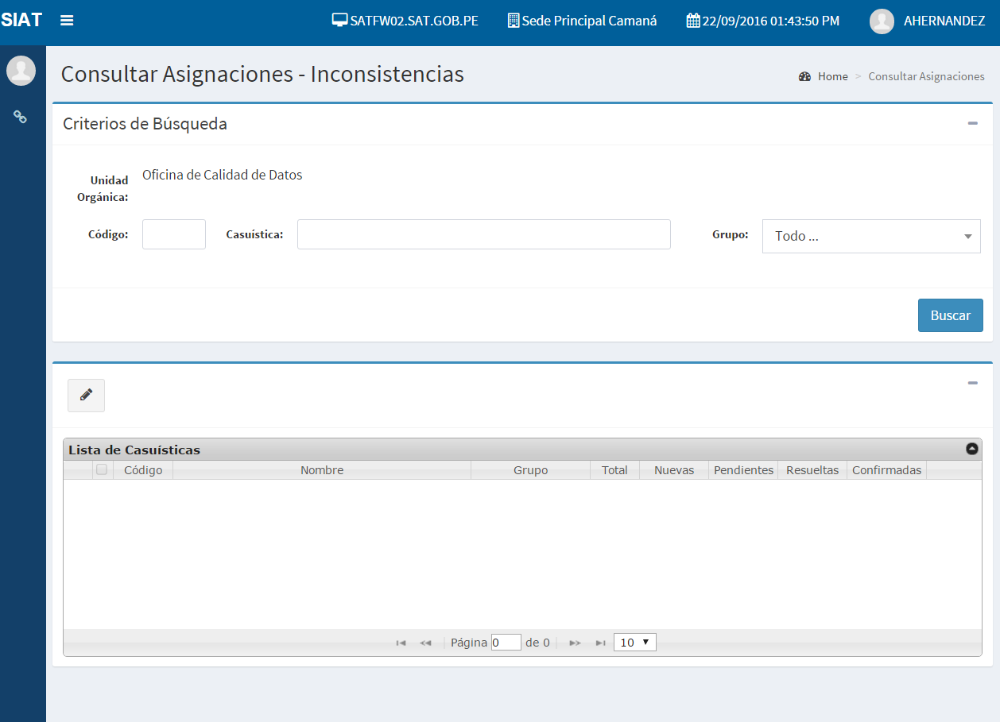 SIAT SATFW02.SAT.GOB.PE Sede Principal Camaná 22/09/2016 01:43:50 PM AHERNANDEZ
Consultar Asignaciones - Inconsistencias
Home > Consultar Asignaciones
Criterios de Búsqueda
Unidad Orgánica:
Oficina de Calidad de Datos
Código: Casuística: Grupo: Todo ...
Buscar
Lista de Casuísticas
Código Nombre Grupo Total Nuevas Pendientes Resueltas Confirmadas
Página 0 de 0 10